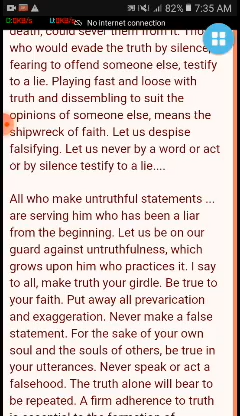 0KB/s
0KB/s
82% 7:35 AM
No internet connection
death, could sever them from it.
who would evade the truth by silence,
fearing to offend someone else, testify
to a lie. Playing fast and loose with
truth and dissembling to suit the
opinions of someone else, means the
shipwreck of faith. Let us despise
falsifying. Let us never by a word or act
or by silence testify to a lie....
All who make untruthful statements ...
are serving him who has been a liar
from the beginning. Let us be on our
guard against untruthfulness, which
grows upon him who practices it. I say
to all, make truth your girdle. Be true to
your faith. Put away all prevarication
and exaggeration. Never make a false
statement. For the sake of your own
soul and the souls of others, be true in
your utterances. Never speak or act a
falsehood. The truth alone will bear to
be repeated. A firm adherence to truth
is essential to the formation of